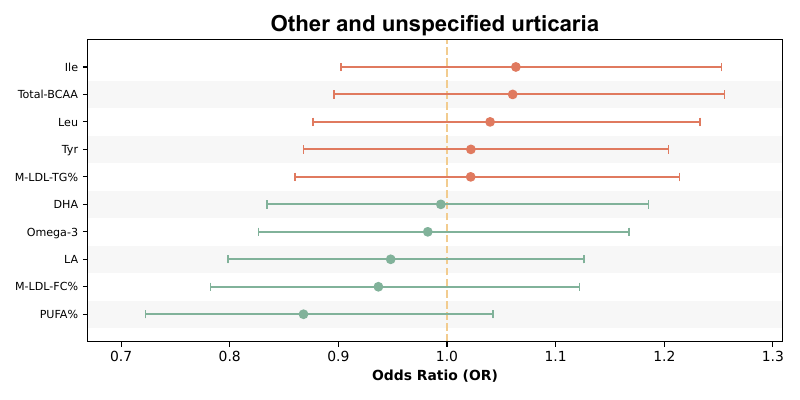 Other and unspecified urticaria
Ile
Total-BCAA
Leu
Tyr
M-LDL-TG%
DHA
Omega-3
LA
M-LDL-FC%
PUFA%
0.7 0.8 0.9 1.0 1.1 1.2 1.3
Odds Ratio (OR)